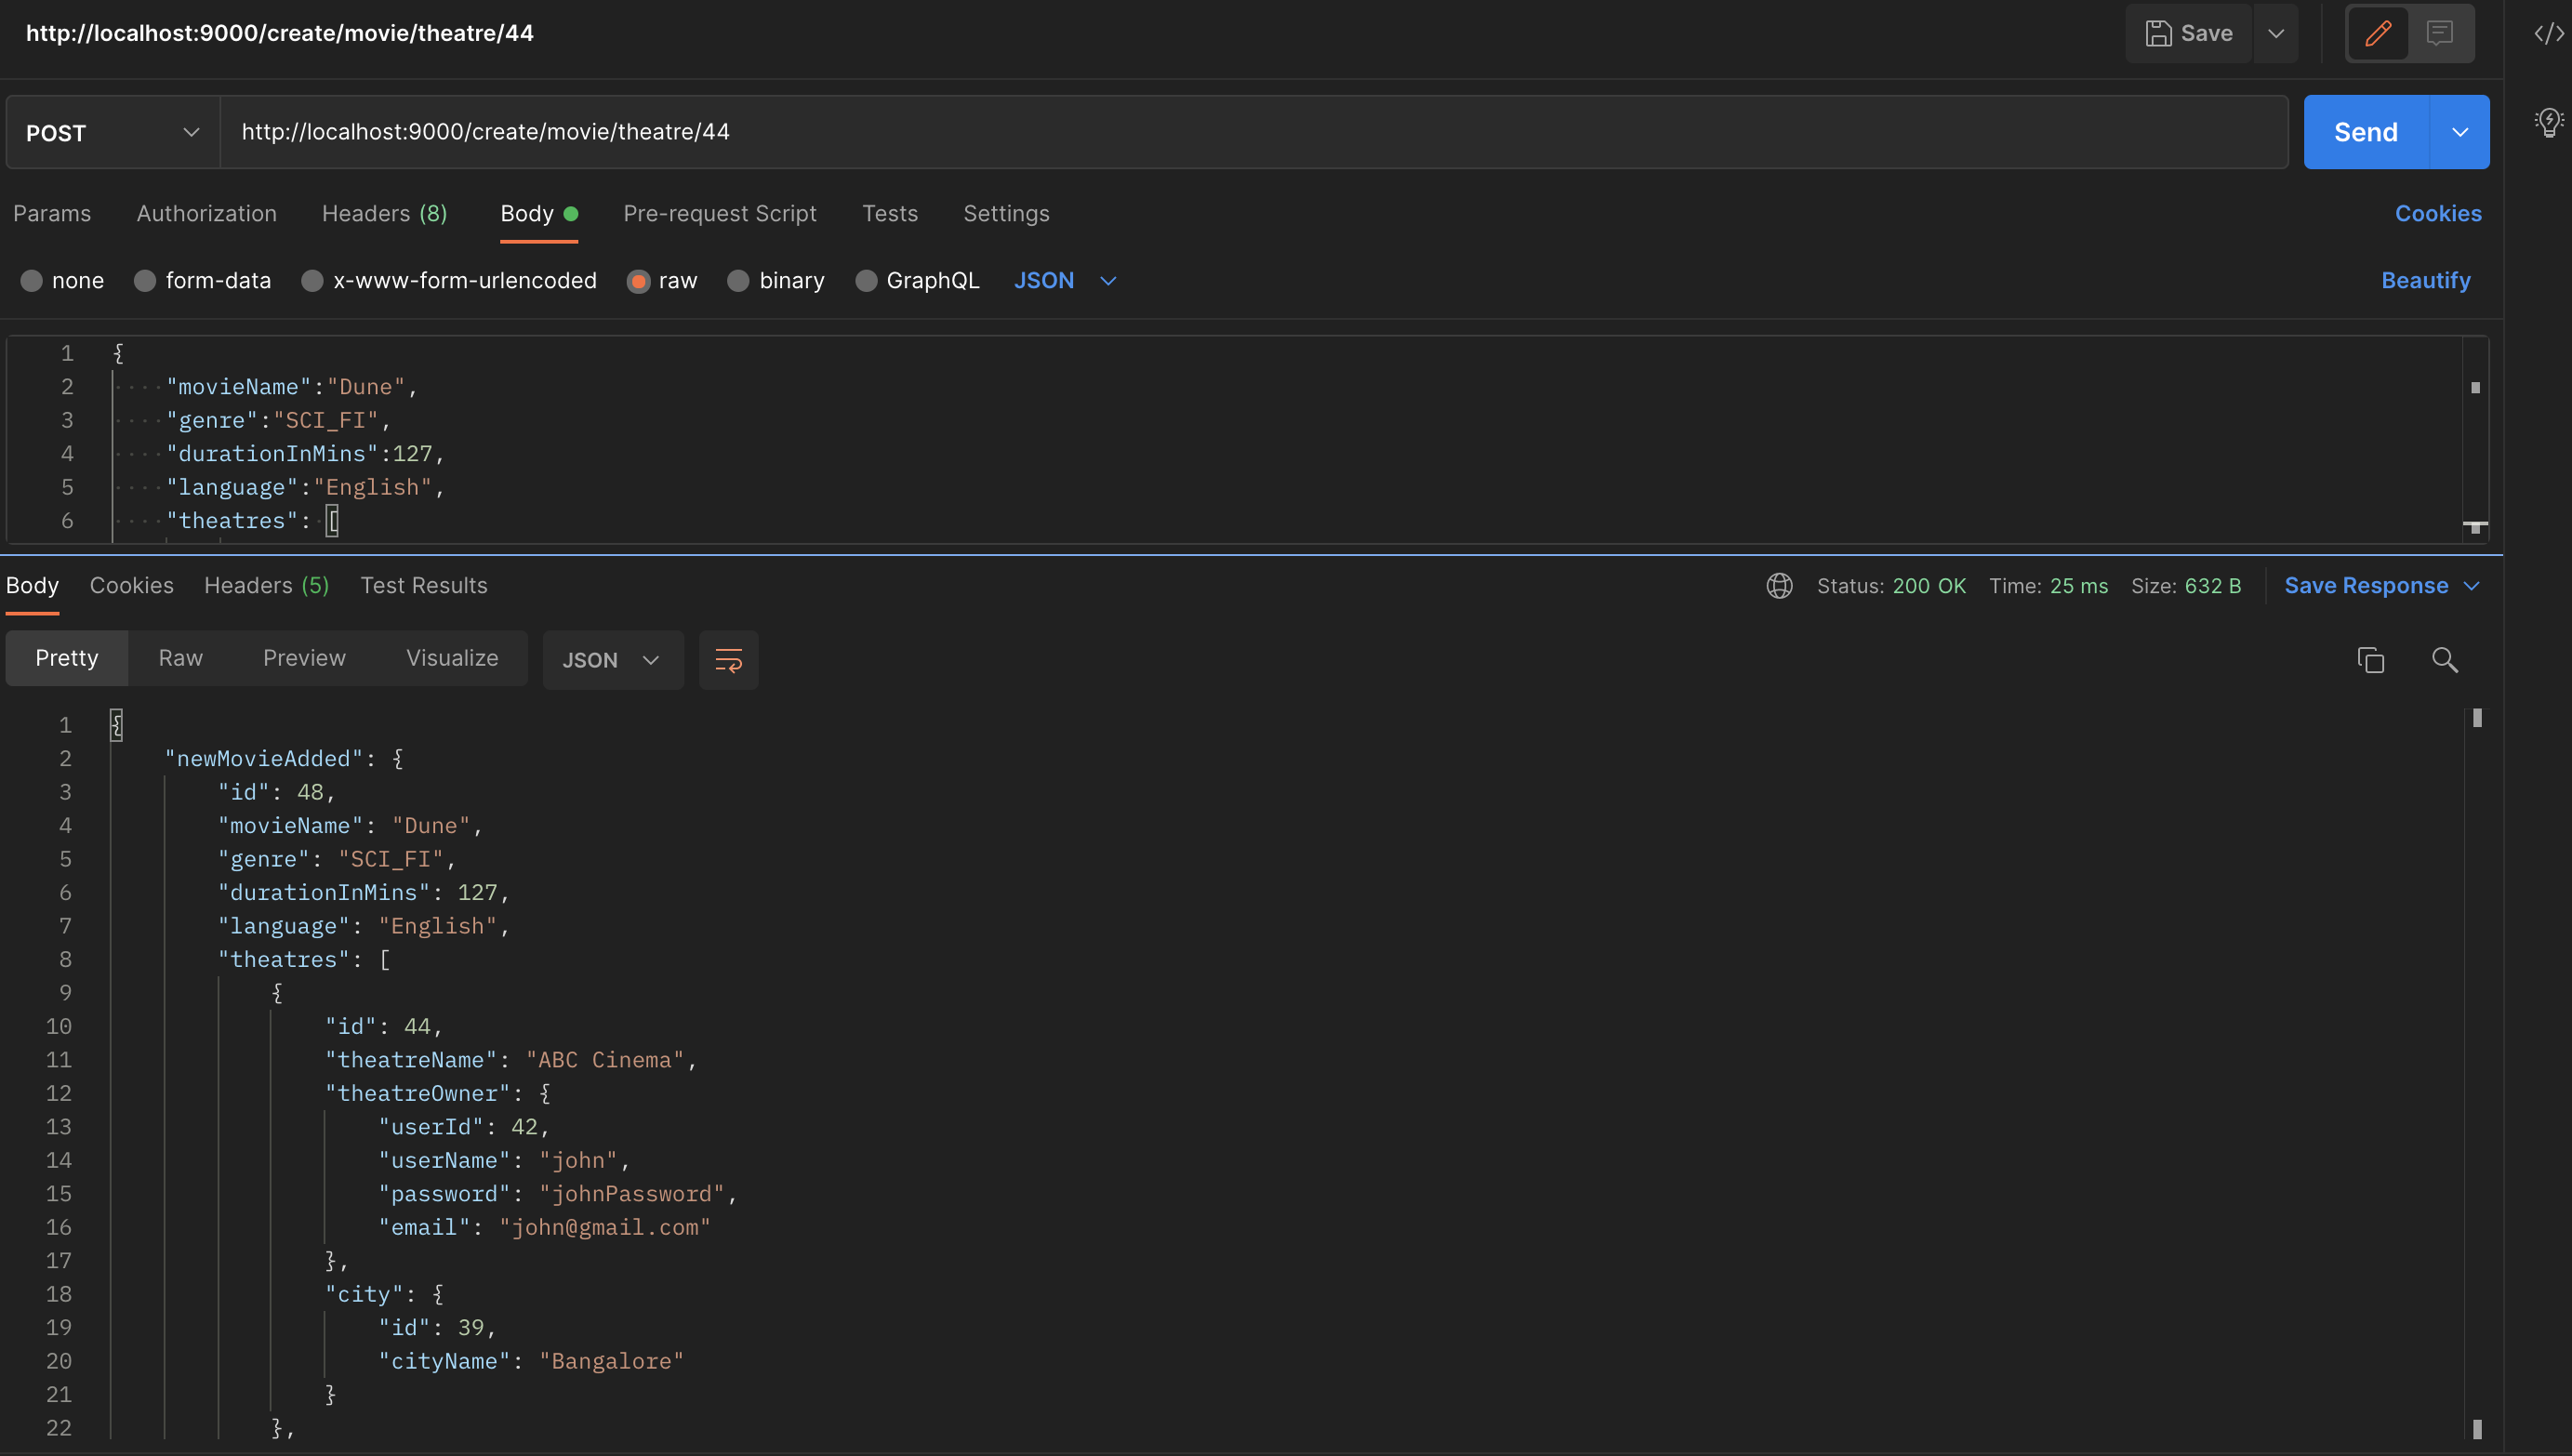 http://localhost:9000/create/movie/theatre/44
Save
POST
http://localhost:9000/create/movie/theatre/44
Send
Params Authorization Headers (8) Body Pre-request Script Tests Settings Cookies
none form-data x-www-form-urlencoded raw binary GraphQL JSON Beautify
1 {
2 "movieName":"Dune",
3 "genre":"SCI_FI",
4 "durationInMins":127,
5 "language":"English",
6 "theatres": [
Body Cookies Headers (5) Test Results Status: 200 OK Time: 25 ms Size: 632 B Save Response
Pretty Raw Preview Visualize JSON
1 {
2 "newMovieAdded": {
3 "id": 48,
4 "movieName": "Dune",
5 "genre": "SCI_FI",
6 "durationInMins": 127,
7 "language": "English",
8 "theatres": [
9 {
10 "id": 44,
11 "theatreName": "ABC Cinema",
12 "theatreOwner": {
13 "userId": 42,
14 "userName": "john",
15 "password": "johnPassword",
16 "email": "john@gmail.com"
17 },
18 "city": {
19 "id": 39,
20 "cityName": "Bangalore"
21 }
22 },